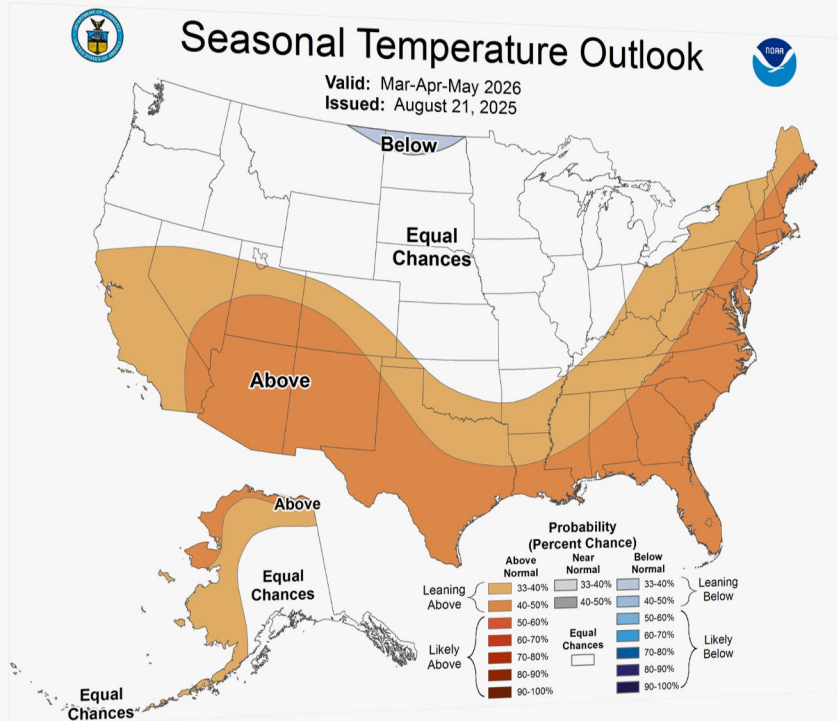 Seasonal Temperature Outlook
Valid: Mar-Apr-May 2026
Issued: August 21, 2025
NOAA
Below
Equal
Chances
Above
Above
Equal
Chances
Equal
Chances
Probability
(Percent Chance)
Above
Normal
Near
Normal
Below
Normal
Leaning
Above
33-40%
40-50%
33-40%
40-50%
33-40%
40-50%
Leaning
Below
Likely
Above
50-60%
60-70%
70-80%
80-90%
90-100%
Equal
Chances
50-60%
60-70%
70-80%
80-90%
90-100%
Likely
Below